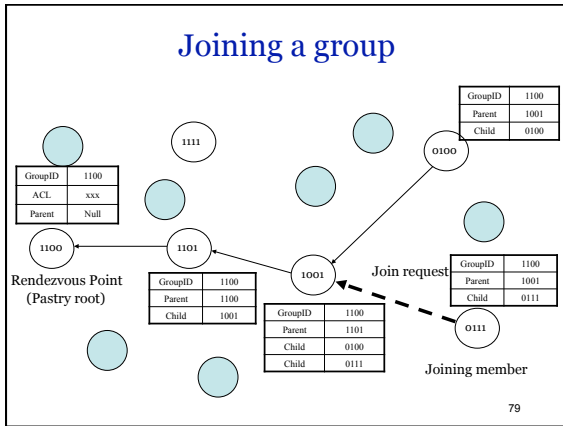 Joining a group
GroupID 1100
Parent 1001
Child 0100
1111
0100
GroupID 1100
ACL xxx
Parent Null
1100
1101
1001
Rendezvous Point
(Pastry root)
GroupID 1100
Parent 1100
Child 1001
Join request
GroupID 1100
Parent 1001
Child 0111
GroupID 1100
Parent 1101
Child 0100
Child 0111
0111
Joining member
79